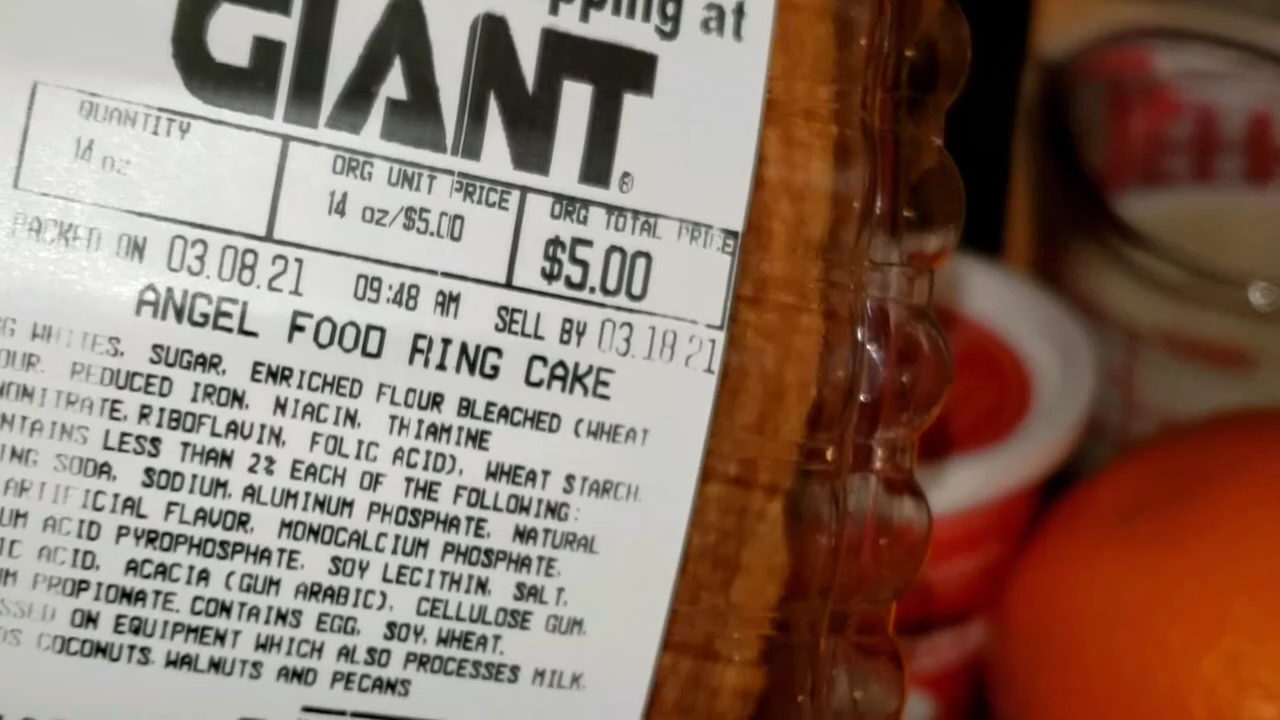 pping at
GIANT®
QUANTITY
14 oz
ORG UNIT PRICE
14 oz/$5.00
ORG TOTAL PRICE
$5.00
PACKED ON 03.08.21 09:48 AM SELL BY 03.18.21
ANGEL FOOD RING CAKE
G WHITES, SUGAR, ENRICHED FLOUR BLEACHED (WHEAT
OUR, REDUCED IRON, NIACIN, THIAMINE
MONITRATE, RIBOFLAVIN, FOLIC ACID), WHEAT STARCH.
NTAINS LESS THAN 2% EACH OF THE FOLLOWING:
ING SODA, SODIUM, ALUMINUM PHOSPHATE, NATURAL
ARTIFICIAL FLAVOR, MONOCALCIUM PHOSPHATE,
UM ACID PYROPHOSPHATE, SOY LECITHIN, SALT,
IC ACID, ACACIA (GUM ARABIC), CELLULOSE GUM,
UM PROPIONATE. CONTAINS EGG, SOY, WHEAT.
SSED ON EQUIPMENT WHICH ALSO PROCESSES MILK,
DS COCONUTS, WALNUTS AND PECANS